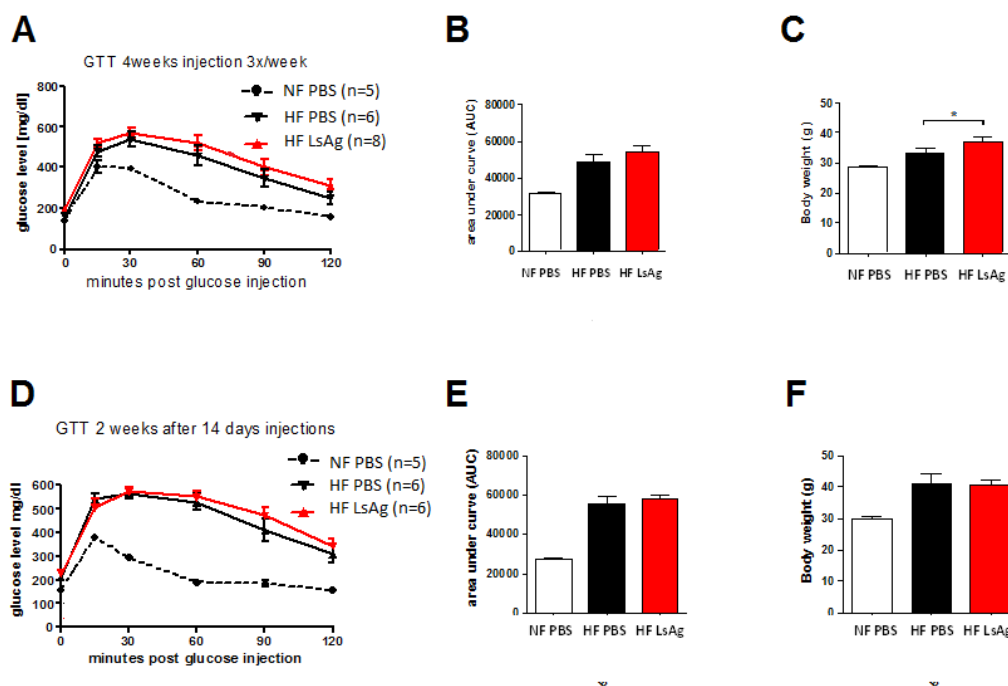 A
GTT 4weeks injection 3x/week
glucose level [mg/dl]
800
600
400
200
0
0 30 60 90 120
minutes post glucose injection
NF PBS (n=5)
HF PBS (n=6)
HF LsAg (n=8)
B
area under curve (AUC)
80000
60000
40000
20000
0
NF PBS HF PBS HF LsAg
C
Body weight (g)
50
40
30
20
10
0
*
NF PBS HF PBS HF LsAg
D
GTT 2 weeks after 14 days injections
glucose level mg/dl
600
500
400
300
200
100
0
0 30 60 90 120
minutes post glucose injection
NF PBS (n=5)
HF PBS (n=6)
HF LsAg (n=6)
E
area under curve (AUC)
80000
60000
40000
20000
0
NF PBS HF PBS HF LsAg
*
F
Body weight (g)
50
40
30
20
10
0
NF PBS HF PBS HF LsAg
*